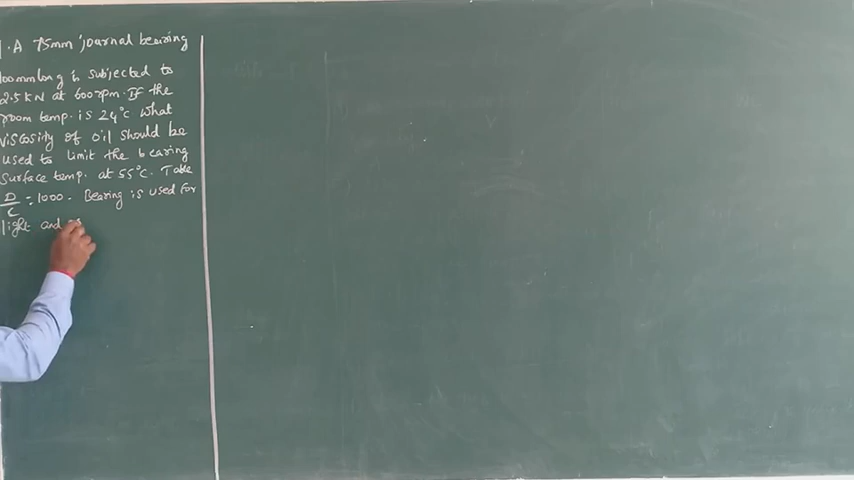 1. A 75mm journal bearing
100mm long is subjected to
2.5 KN at 600 rpm. If the
room temp. is 24°c what
viscosity of oil should be
used to limit the bearing
surface temp. at 55°c. Take
D/C = 1000. Bearing is used for
light and